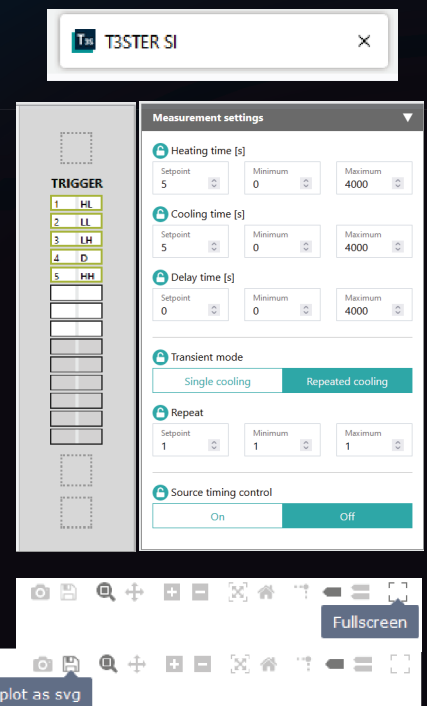 T3S T3STER SI
TRIGGER
1 HL
2 LL
3 LH
4 D
5 HH
Measurement settings
Heating time [s]
Setpoint Minimum Maximum
5 0 4000
Cooling time [s]
Setpoint Minimum Maximum
5 0 4000
Delay time [s]
Setpoint Minimum Maximum
0 0 4000
Transient mode
Single cooling Repeated cooling
Repeat
Setpoint Minimum Maximum
1 1 1
Source timing control
On Off
Fullscreen
plot as svg